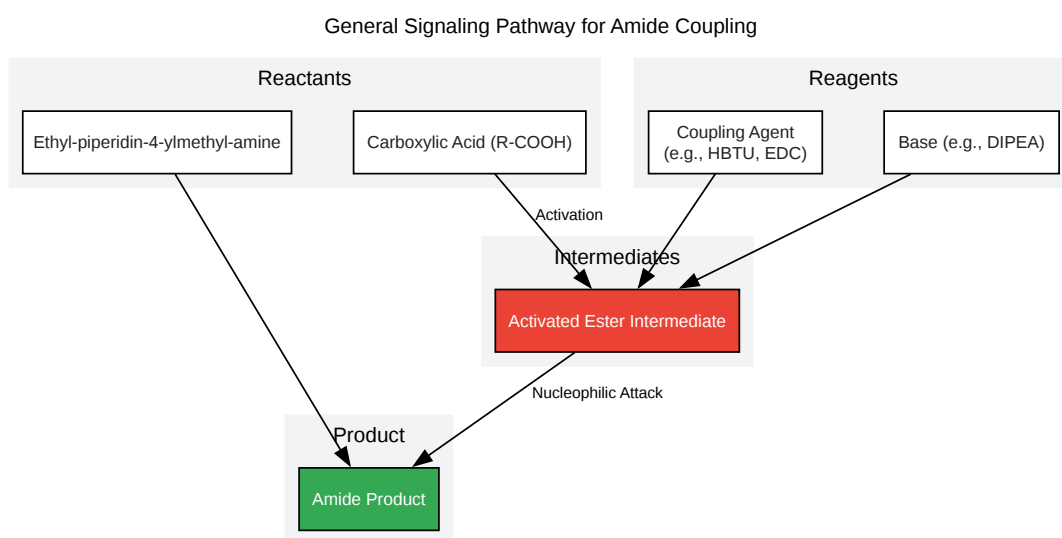 General Signaling Pathway for Amide Coupling
Reactants
Reagents
Ethyl-piperidin-4-ylmethyl-amine
Carboxylic Acid (R-COOH)
Coupling Agent
(e.g., HBTU, EDC)
Base (e.g., DIPEA)
Activation
Intermediates
Activated Ester Intermediate
Nucleophilic Attack
Product
Amide Product